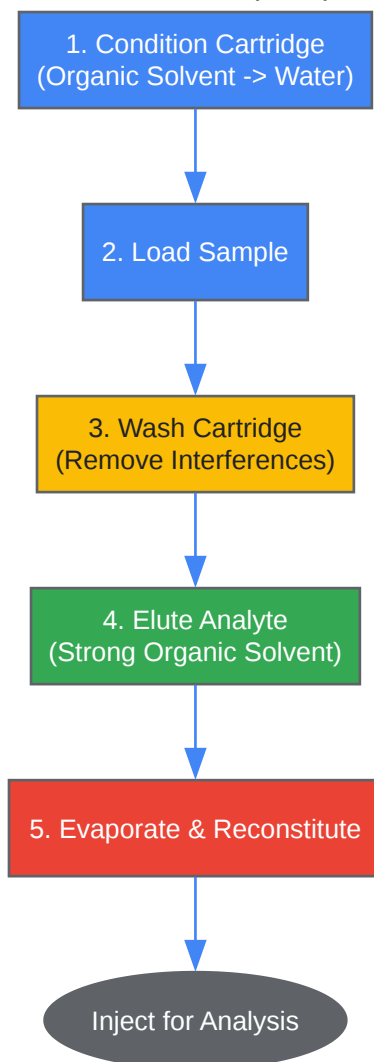 1. Condition Cartridge
(Organic Solvent -> Water)
2. Load Sample
3. Wash Cartridge
(Remove Interferences)
4. Elute Analyte
(Strong Organic Solvent)
5. Evaporate & Reconstitute
Inject for Analysis